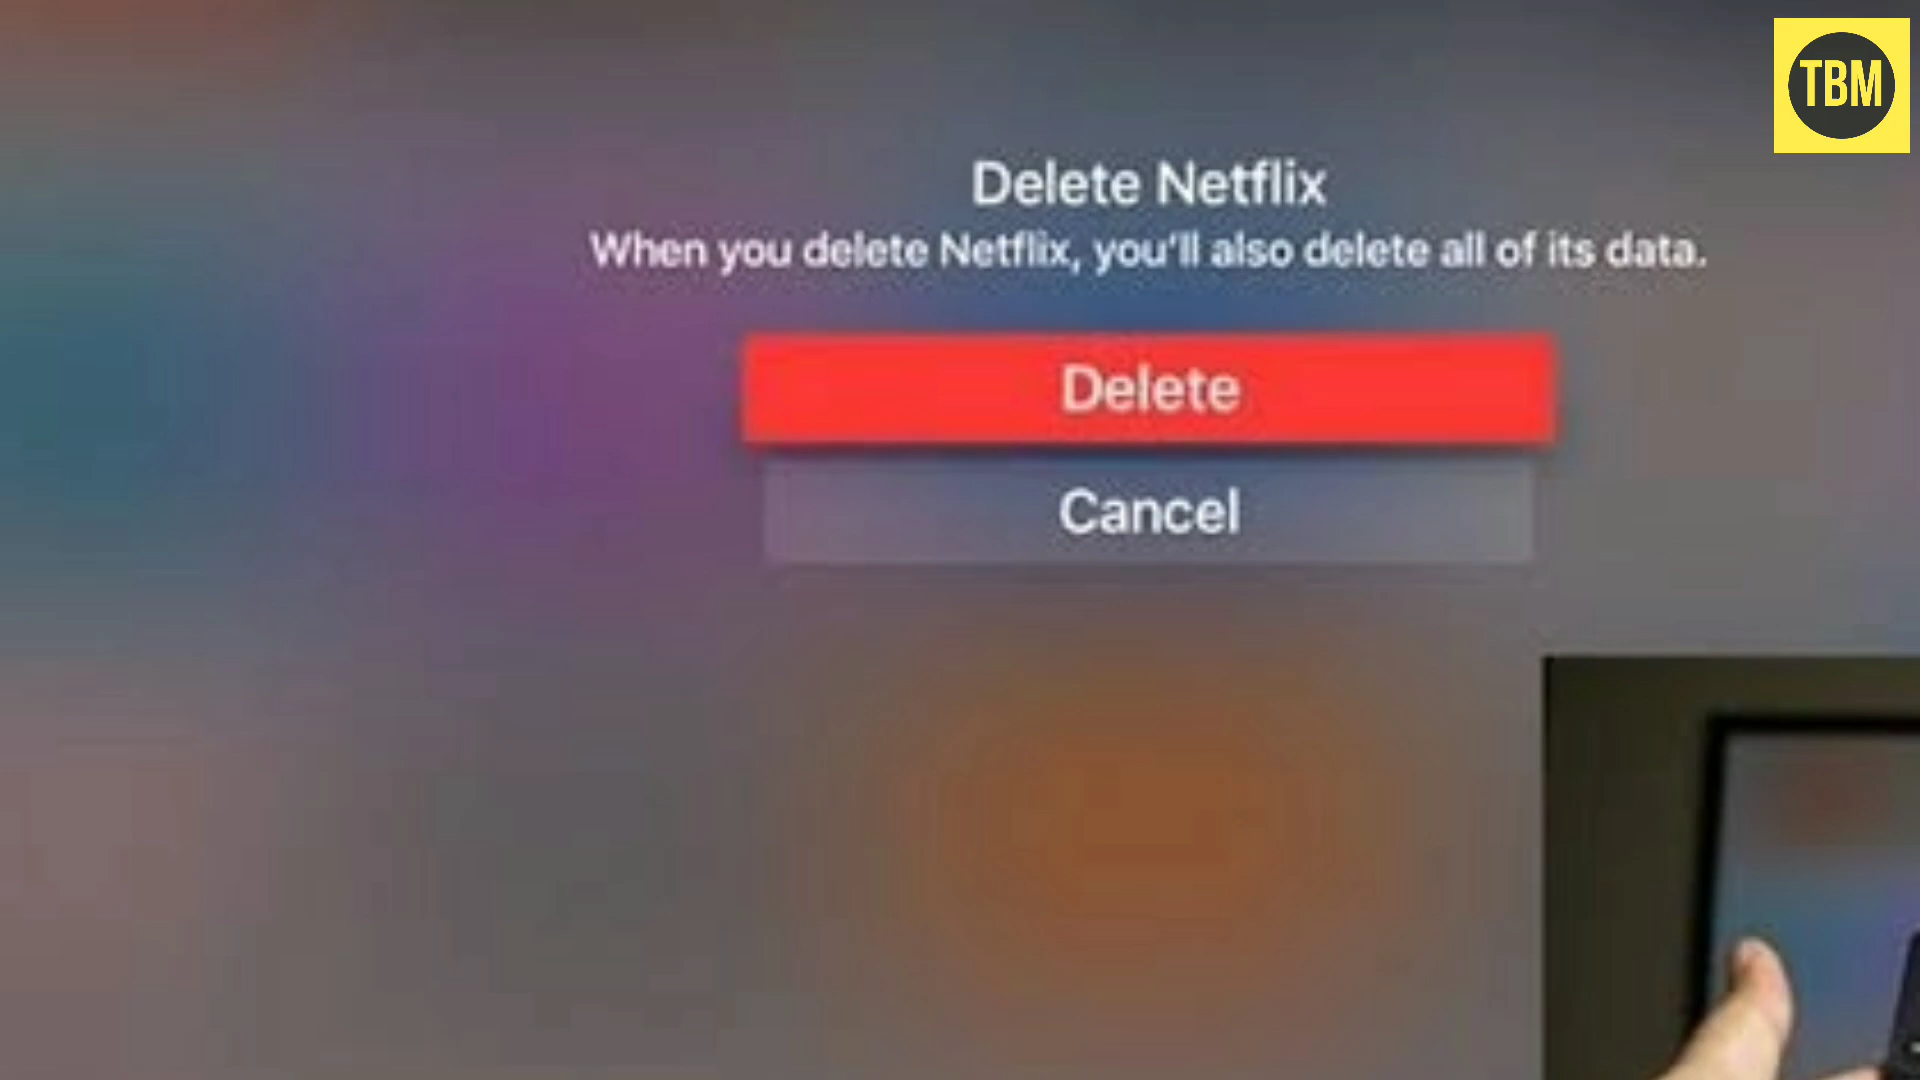 TBM
Delete Netflix
When you delete Netflix, you'll also delete all of its data.
Delete
Cancel